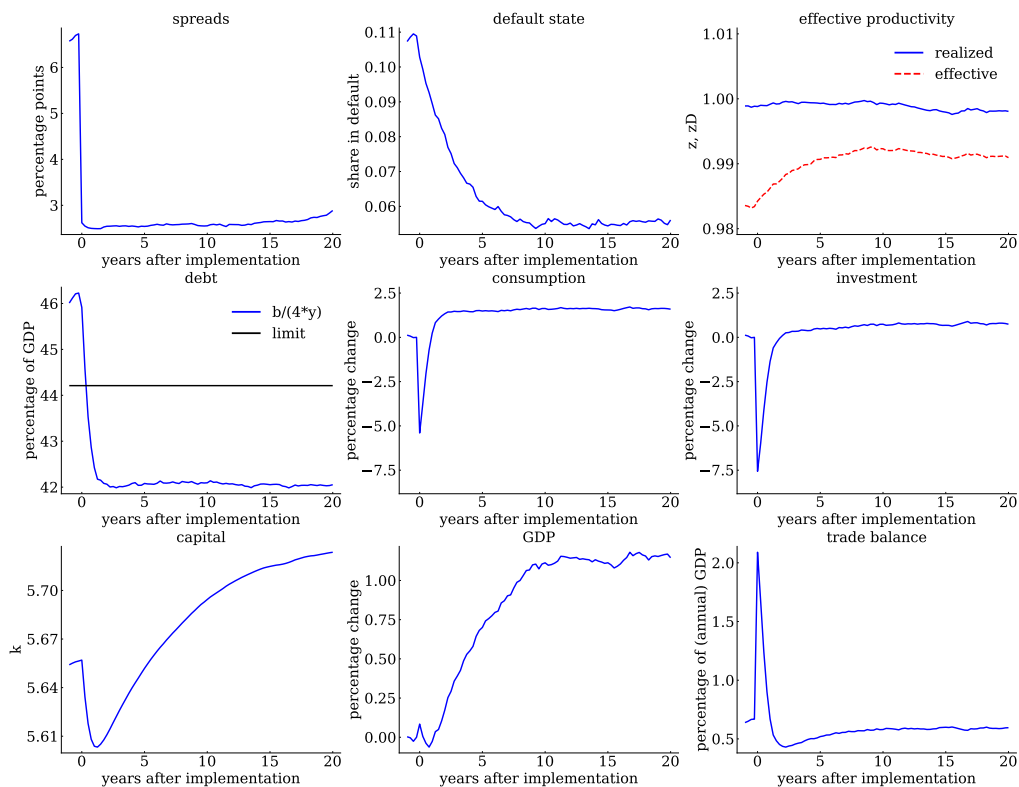 spreads
percentage points
6
5
4
3
0
5
10
15
20
years after implementation
default state
share in default
0.11
0.10
0.09
0.08
0.07
0.06
0
5
10
15
20
years after implementation
effective productivity
z, zD
1.01
1.00
0.99
0.98
realized
effective
0
5
10
15
20
years after implementation
debt
percentage of GDP
46
45
44
43
42
b/(4*y)
limit
0
5
10
15
20
years after implementation
consumption
percentage change
2.5
0.0
−2.5
−5.0
−7.5
0
5
10
15
20
years after implementation
investment
percentage change
2.5
0.0
−2.5
−5.0
−7.5
0
5
10
15
20
years after implementation
capital
k
5.70
5.67
5.64
5.61
0
5
10
15
20
years after implementation
GDP
percentage change
1.00
0.75
0.50
0.25
0.00
0
5
10
15
20
years after implementation
trade balance
percentage of (annual) GDP
2.0
1.5
1.0
0.5
0
5
10
15
20
years after implementation